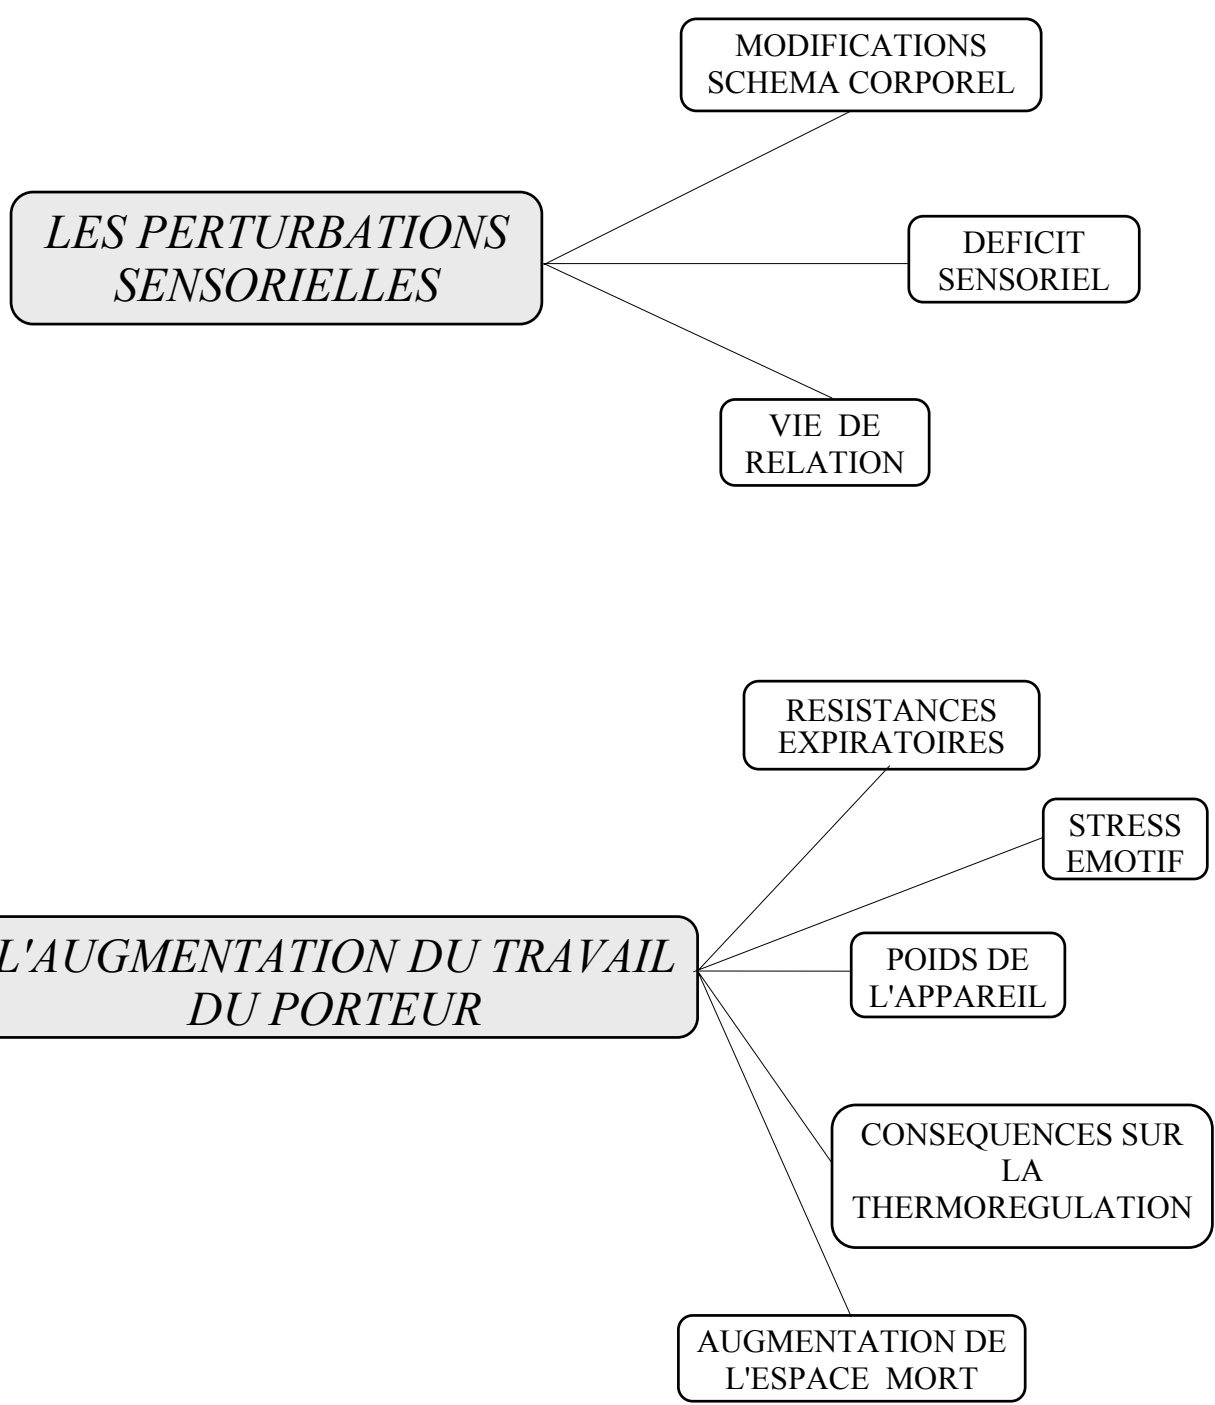 MODIFICATIONS
SCHEMA CORPOREL
LES PERTURBATIONS
SENSORIELLES
DEFICIT
SENSORIEL
VIE DE
RELATION
RESISTANCES
EXPIRATOIRES
STRESS
EMOTIF
L'AUGMENTATION DU TRAVAIL
DU PORTEUR
POIDS DE
L'APPAREIL
CONSEQUENCES SUR
LA
THERMOREGULATION
AUGMENTATION DE
L'ESPACE MORT